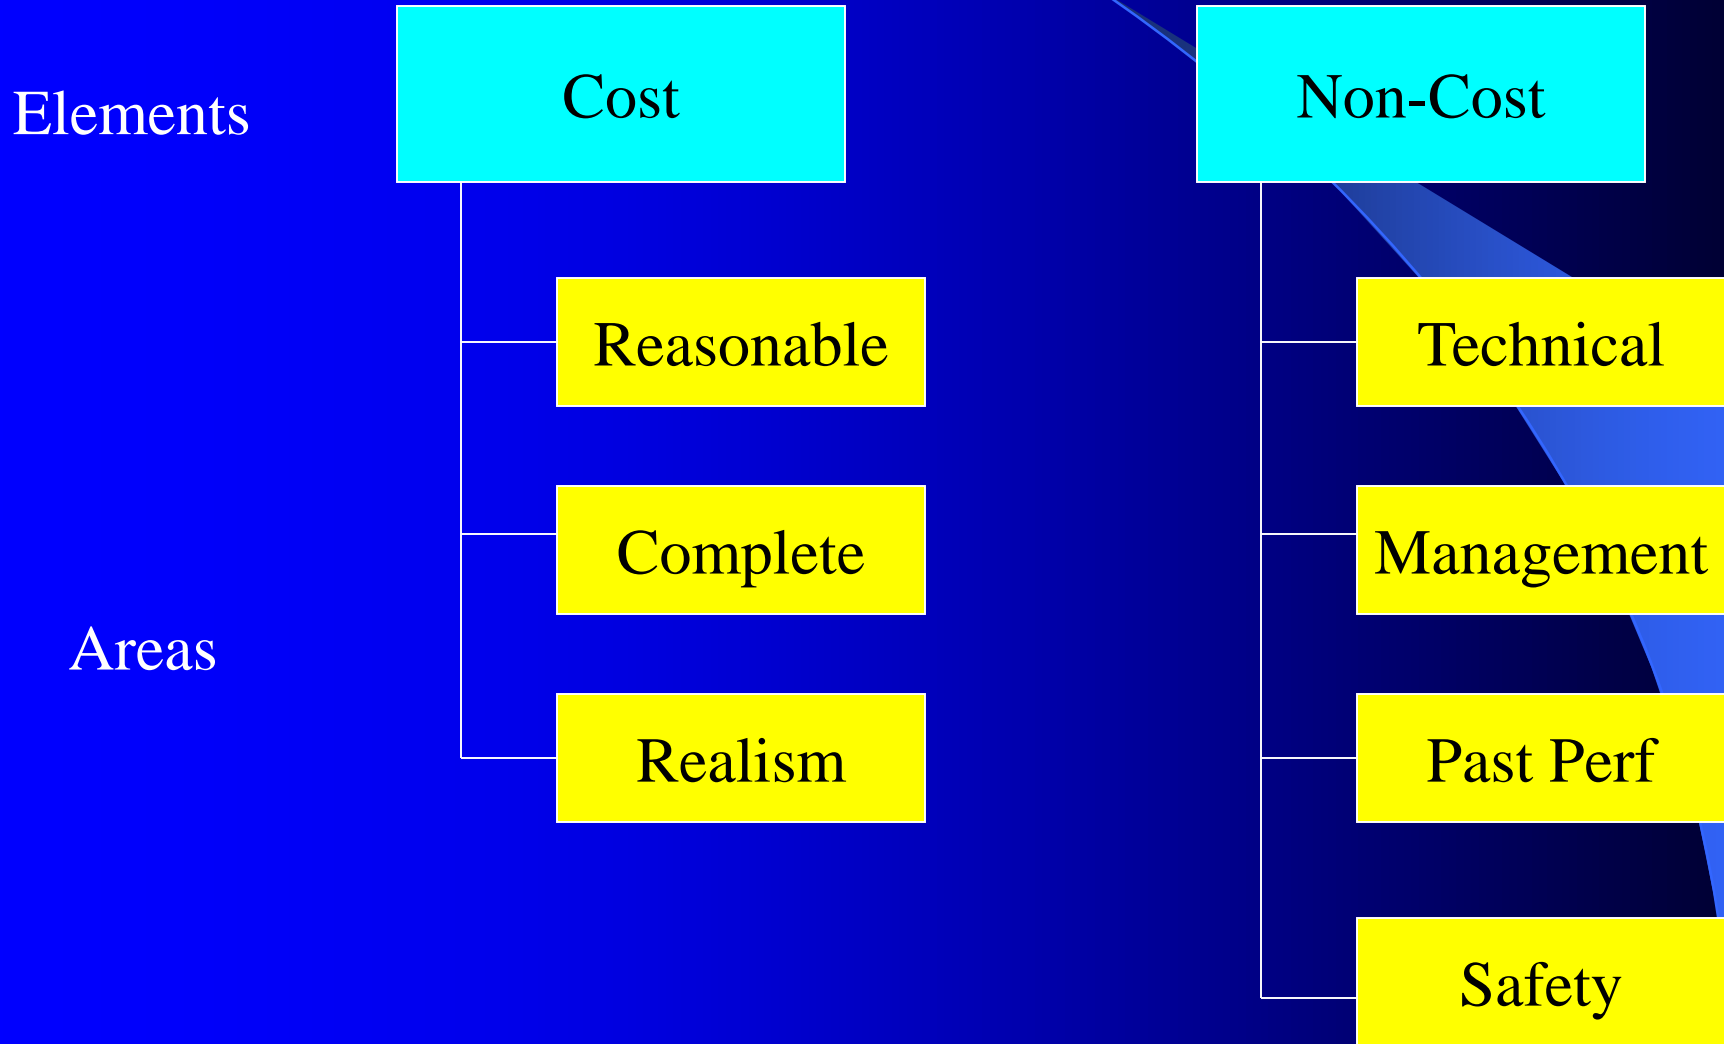 Elements
Cost
Non-Cost
Areas
Reasonable
Complete
Realism
Technical
Management
Past Perf
Safety